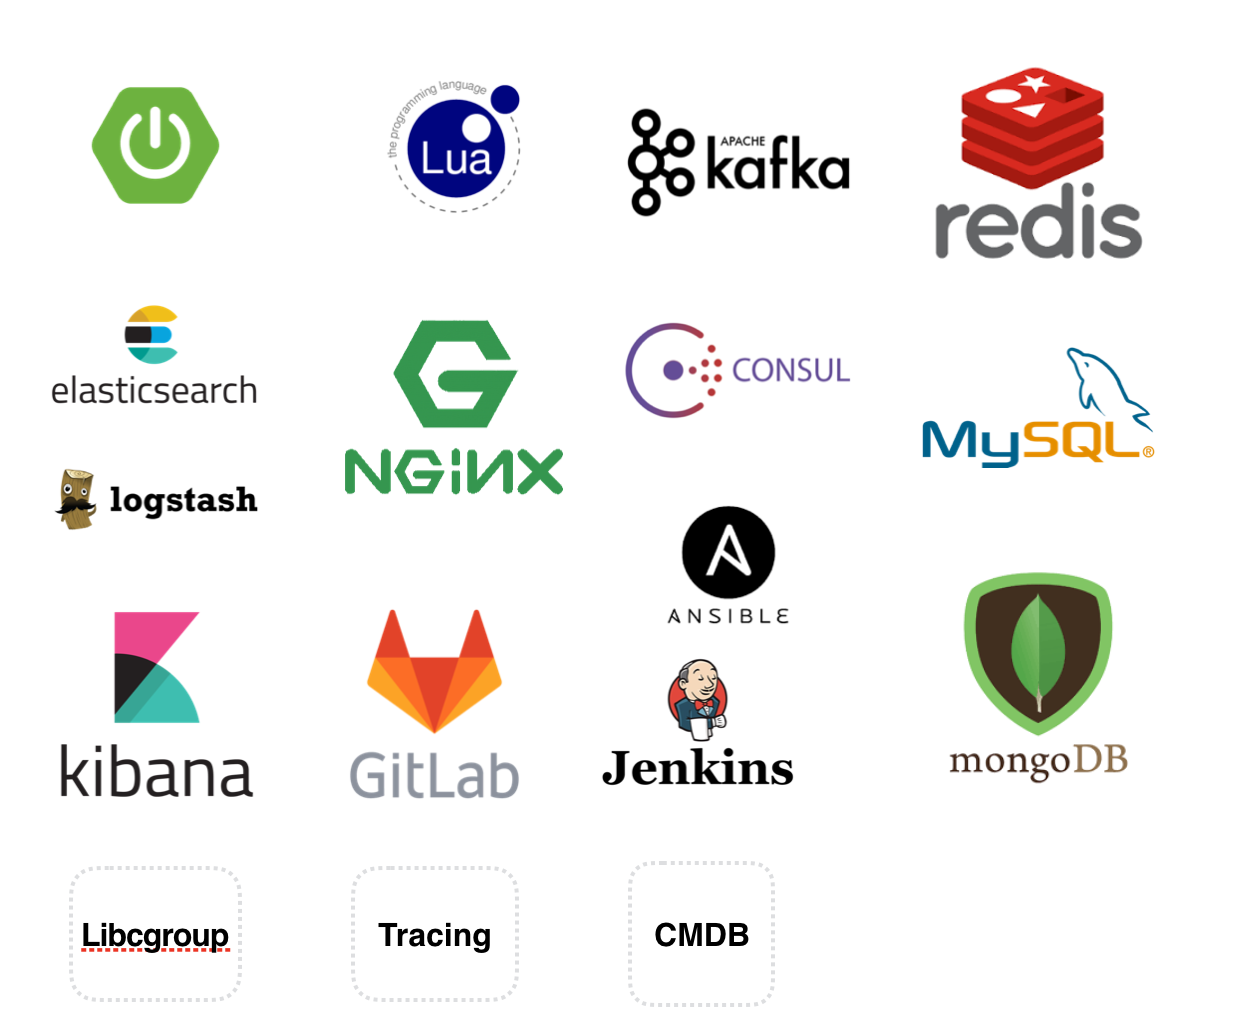 the programming language
Lua
APACHE
kafka
redis
elasticsearch
NGiNX
CONSUL
MySQL®
logstash
ANSIBLE
kibana
GitLab
Jenkins
mongoDB
Libcgroup
Tracing
CMDB